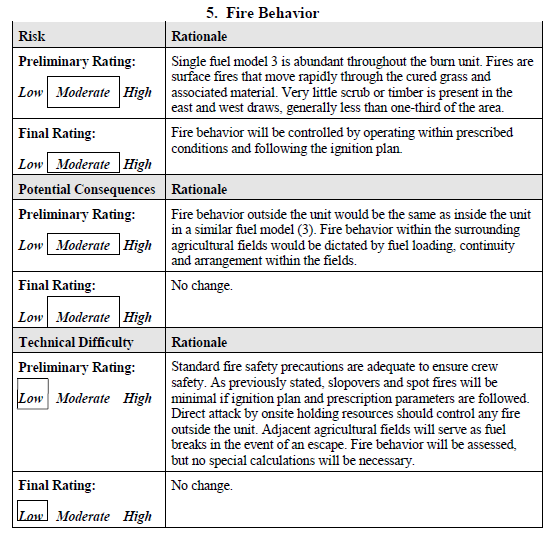 5. Fire Behavior
Risk
Rationale
Preliminary Rating:
Low Moderate High
Single fuel model 3 is abundant throughout the burn unit. Fires are
surface fires that move rapidly through the cured grass and
associated material. Very little scrub or timber is present in the
east and west draws, generally less than one-third of the area.
Final Rating:
Low Moderate High
Fire behavior will be controlled by operating within prescribed
conditions and following the ignition plan.
Potential Consequences
Rationale
Preliminary Rating:
Low Moderate High
Fire behavior outside the unit would be the same as inside the unit
in a similar fuel model (3). Fire behavior within the surrounding
agricultural fields would be dictated by fuel loading, continuity
and arrangement within the fields.
Final Rating:
Low Moderate High
No change.
Technical Difficulty
Rationale
Preliminary Rating:
Low Moderate High
Standard fire safety precautions are adequate to ensure crew
safety. As previously stated, slopovers and spot fires will be
minimal if ignition plan and prescription parameters are followed.
Direct attack by onsite holding resources should control any fire
outside the unit. Adjacent agricultural fields will serve as fuel
breaks in the event of an escape. Fire behavior will be assessed,
but no special calculations will be necessary.
Final Rating:
Low Moderate High
No change.